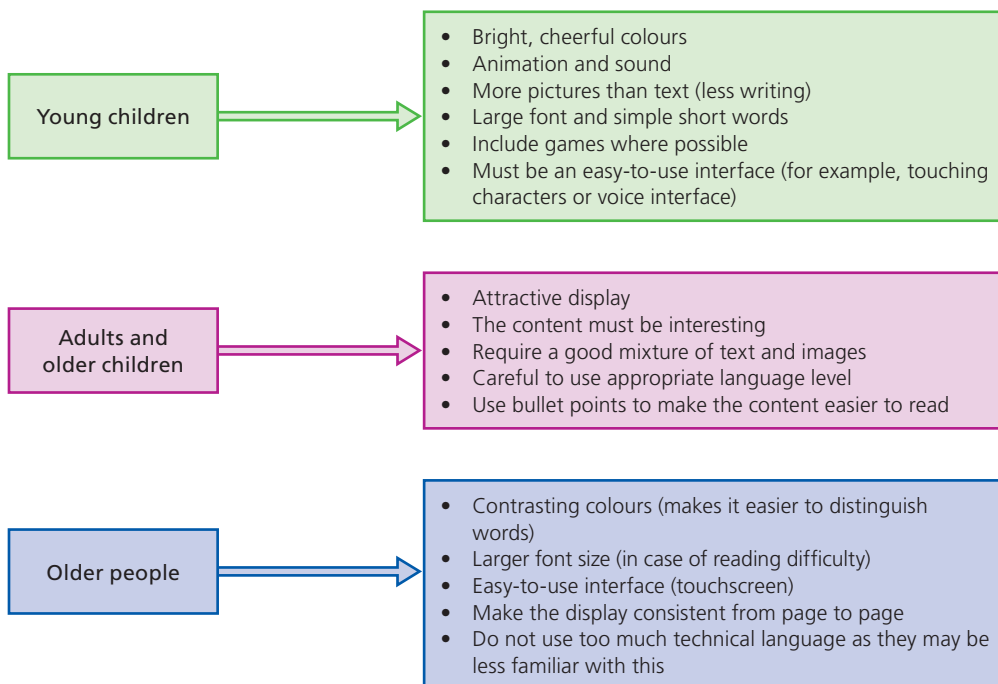 Young children
• Bright, cheerful colours
• Animation and sound
• More pictures than text (less writing)
• Large font and simple short words
• Include games where possible
• Must be an easy-to-use interface (for example, touching
characters or voice interface)
Adults and
older children
• Attractive display
• The content must be interesting
• Require a good mixture of text and images
• Careful to use appropriate language level
• Use bullet points to make the content easier to read
Older people
• Contrasting colours (makes it easier to distinguish
words)
• Larger font size (in case of reading difficulty)
• Easy-to-use interface (touchscreen)
• Make the display consistent from page to page
• Do not use too much technical language as they may be
less familiar with this